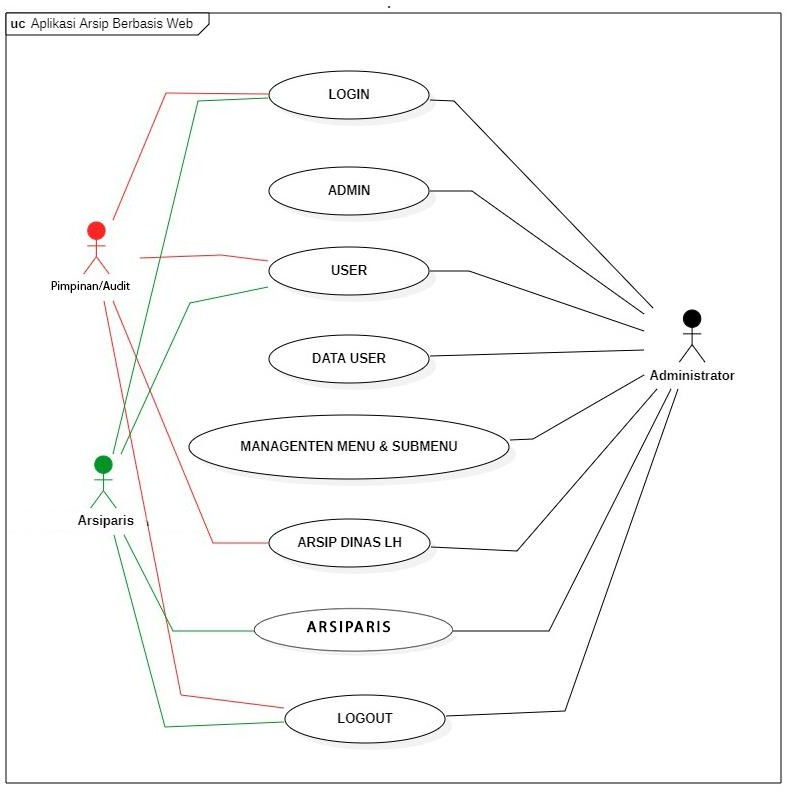 uc Aplikasi Arsip Berbasis Web
LOGIN
ADMIN
USER
Pimpinan/Audit
DATA USER
Administrator
MANAGENTEN MENU & SUBMENU
Arsiparis
ARSIP DINAS LH
ARSIPARIS
LOGOUT